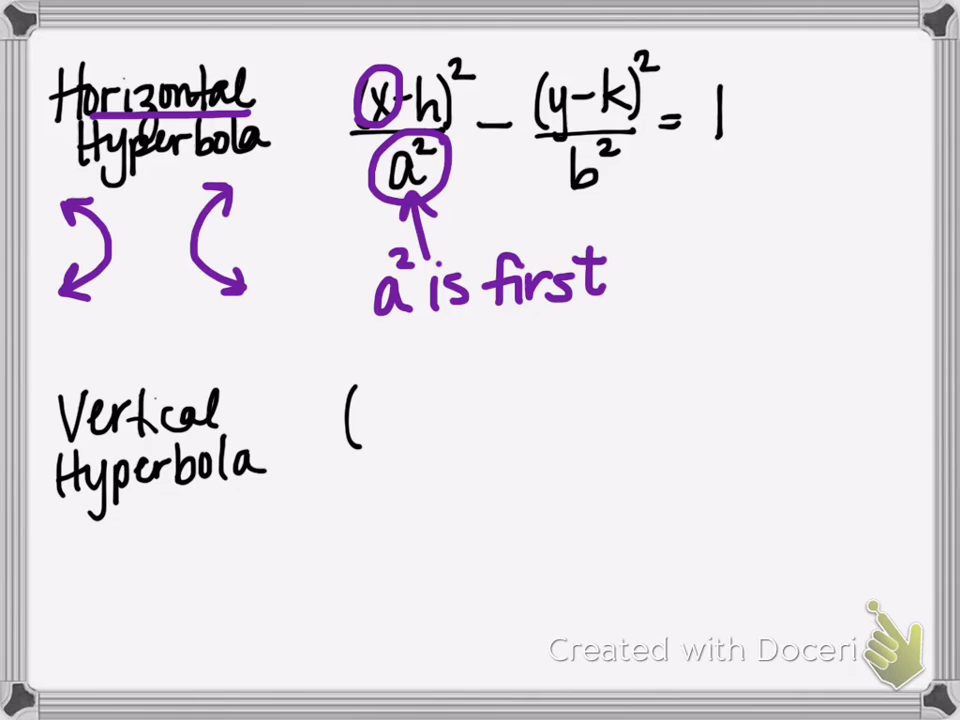 Horizontal
Hyperbola
(x-h)²/a² - (y-k)²/b² = 1
a² is first
Vertical
Hyperbola
(
Created with Doceri